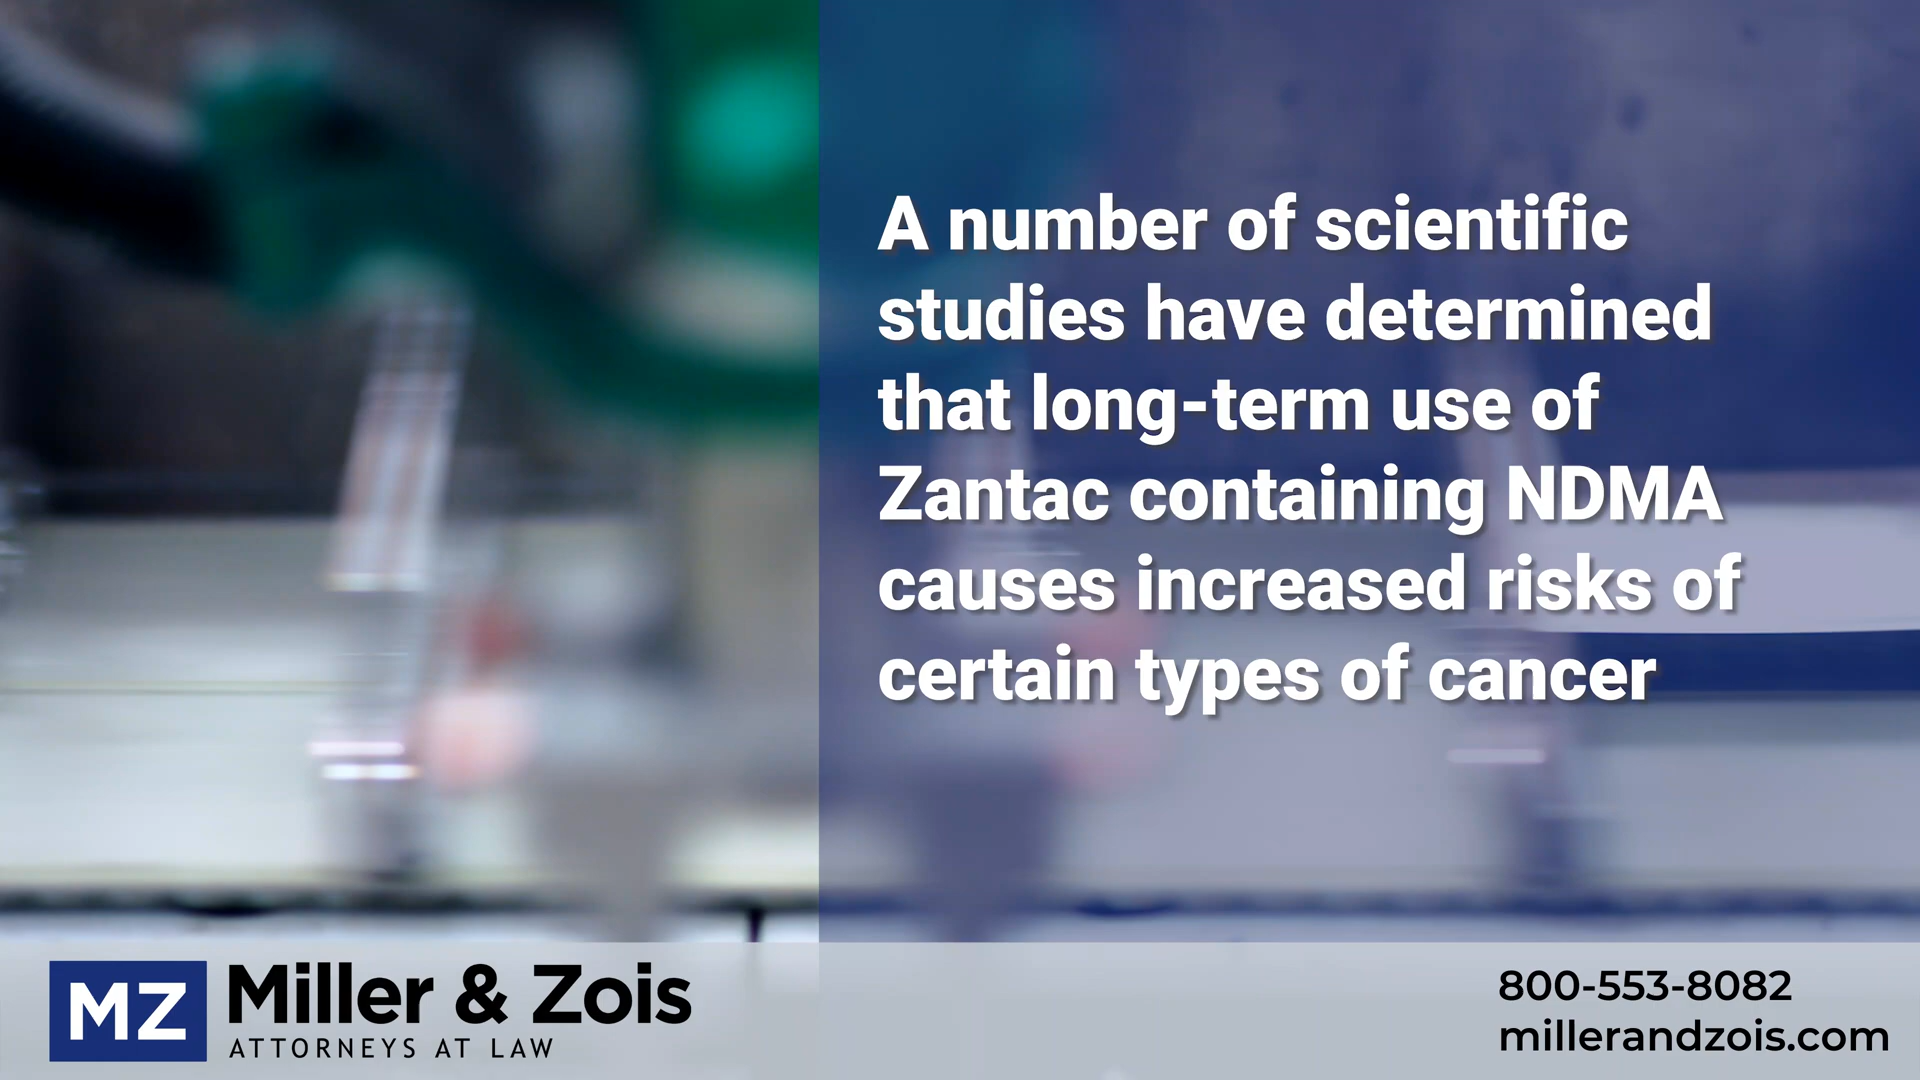 A number of scientific
studies have determined
that long-term use of
Zantac containing NDMA
causes increased risks of
certain types of cancer
MZ
Miller & Zois
ATTORNEYS AT LAW
800-553-8082
millerandzois.com